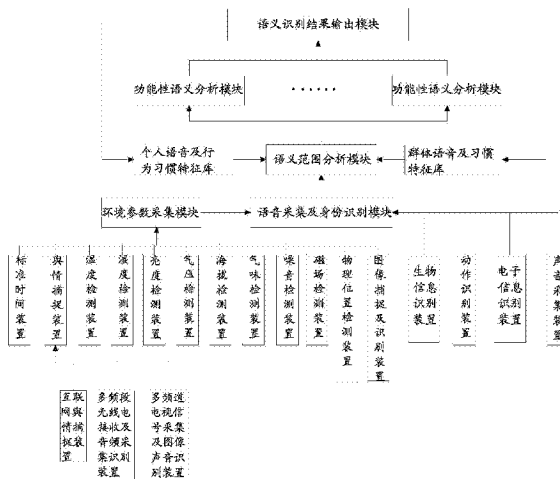 语义识别结果输出模块
功能性语义分析模块
······
功能性语义分析模块
个人语音及行
为习惯特征库
语义范围分析模块
群体语音及习惯
特征库
环境参数采集模块
语音采集及身份识别模块
标准时间装置
舆情捕捉装置
温度检测装置
湿度检测装置
亮度检测装置
气压检测装置
海拔检测装置
气味检测装置
噪音检测装置
磁场检测装置
物理位置检测装置
图像捕捉及识别装置
生物信息识别装置
动作识别装置
电子信息识别装置
声音采集装置
互联网舆情捕捉装置
多频段无线电接收及音频采集识别装置
多频道电视信号采集及图像声音识别装置